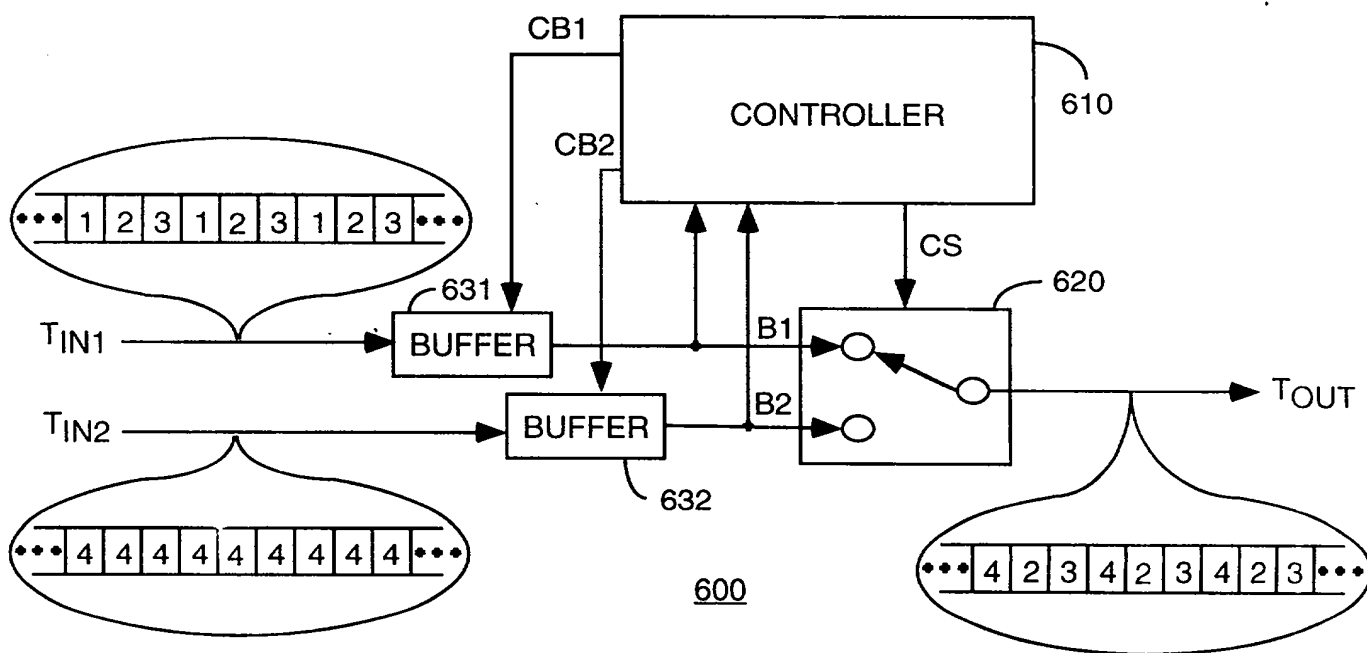 CB1
610
CONTROLLER
CB2
••• 1 2 3 1 2 3 1 2 3 •••
CS
631
620
TIN1
BUFFER
B1
TOUT
TIN2
BUFFER
B2
632
••• 4 4 4 4 4 4 4 4 4 •••
••• 4 2 3 4 2 3 4 2 3 •••
600